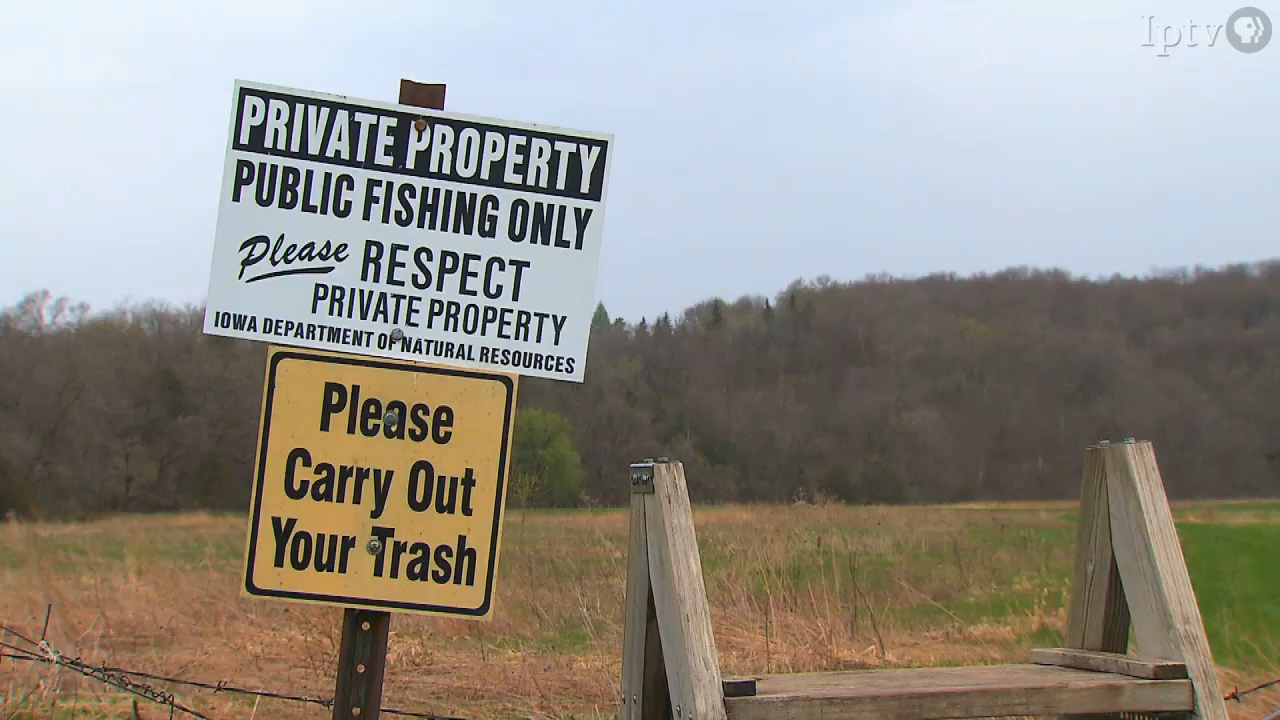 Iptv
PRIVATE PROPERTY
PUBLIC FISHING ONLY
Please RESPECT
PRIVATE PROPERTY
IOWA DEPARTMENT OF NATURAL RESOURCES
Please
Carry Out
Your Trash